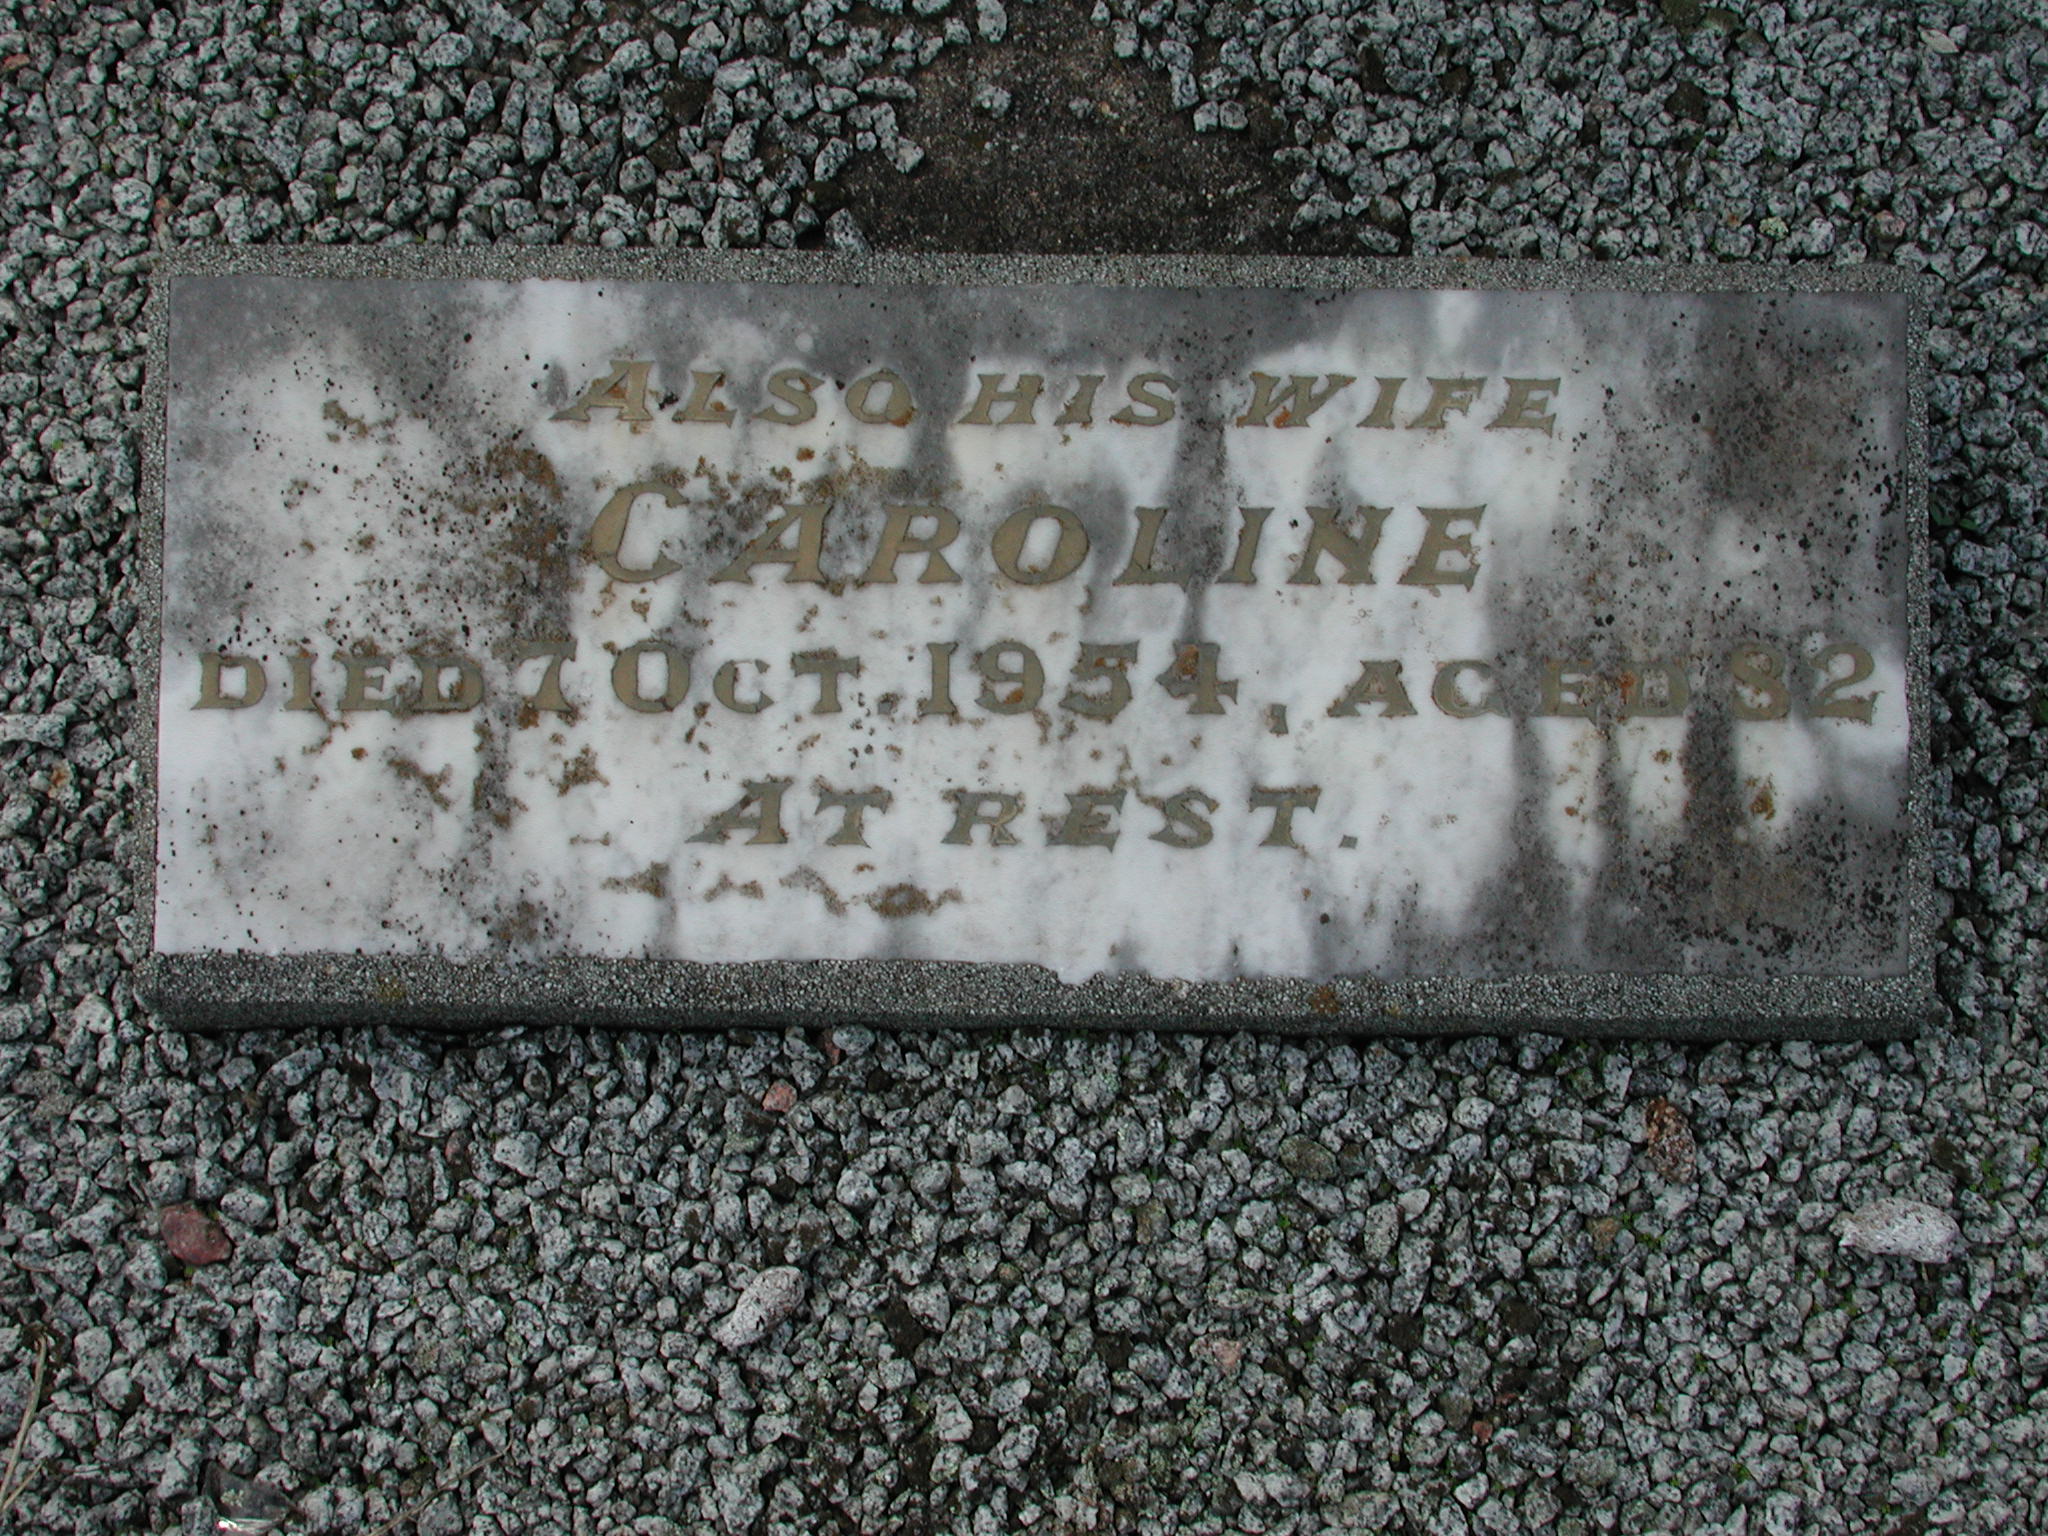 ALSO HIS WIFE
CAROLINE
DIED 7 OCT. 1954, AGED 82
AT REST.